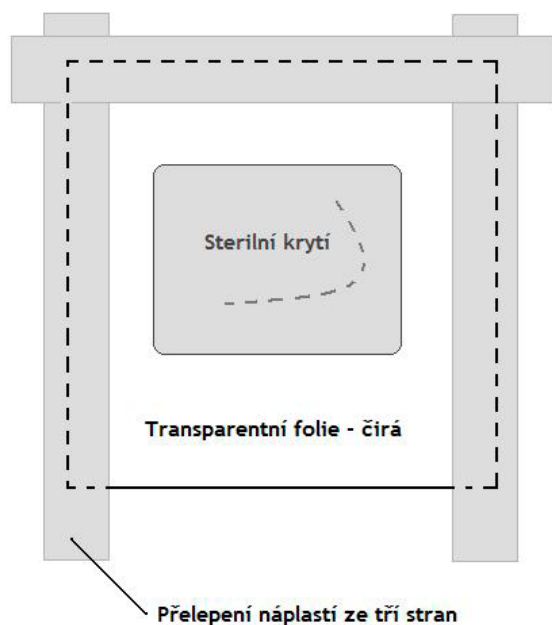 Sterilní krytí
Transparentní folie - čirá
Přelepení náplastí ze tří stran